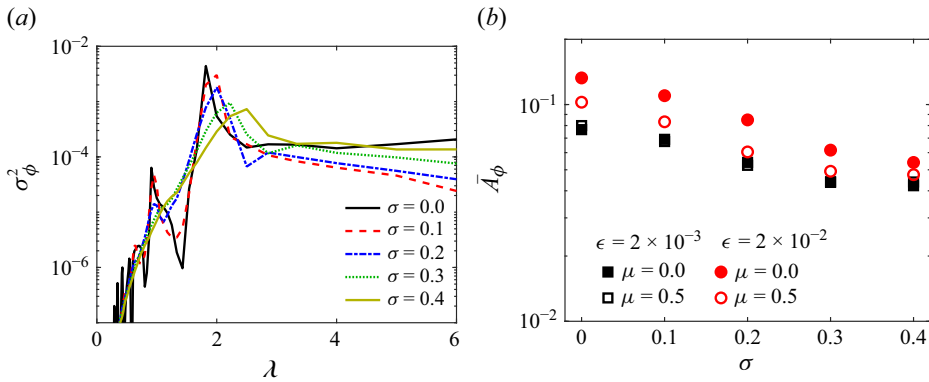 (a)
10⁻²
10⁻⁴
10⁻⁶
σ²ϕ
σ = 0.0
σ = 0.1
σ = 0.2
σ = 0.3
σ = 0.4
0 2 4 6
λ
(b)
10⁻¹
10⁻²
Āϕ
ϵ = 2 × 10⁻³ ϵ = 2 × 10⁻²
μ = 0.0 μ = 0.0
μ = 0.5 μ = 0.5
0 0.1 0.2 0.3 0.4
σ